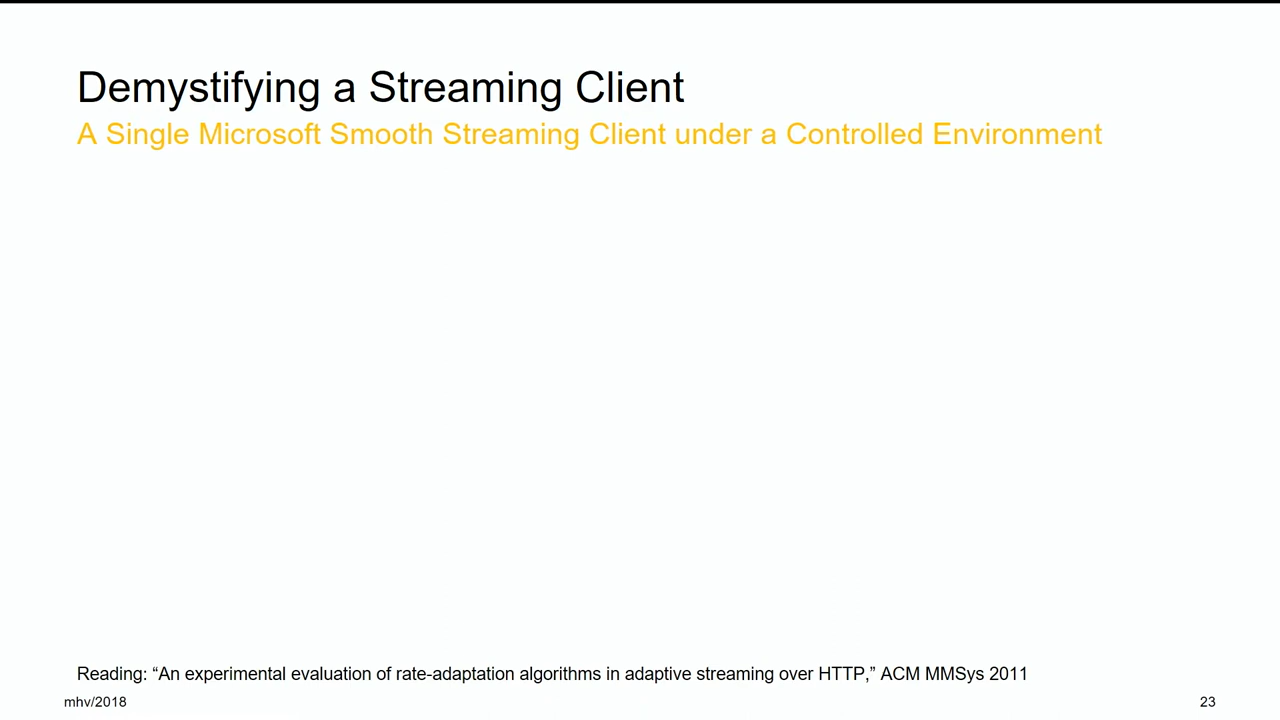 Demystifying a Streaming Client
A Single Microsoft Smooth Streaming Client under a Controlled Environment
Reading: “An experimental evaluation of rate-adaptation algorithms in adaptive streaming over HTTP,” ACM MMSys 2011
mhv/2018
23